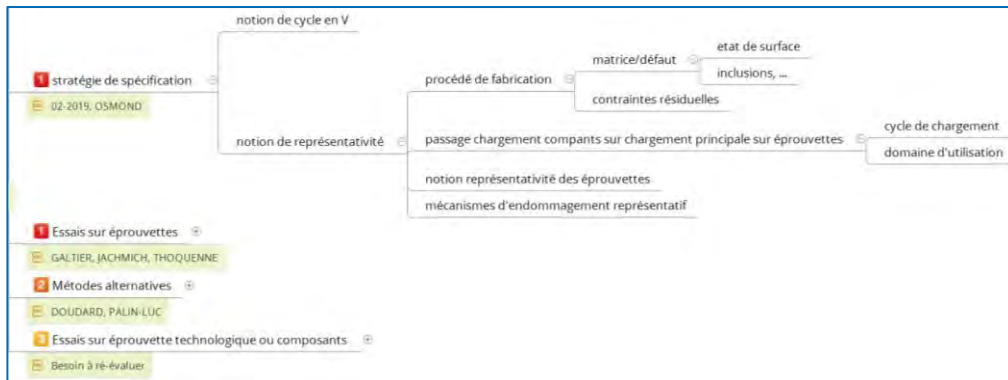 notion de cycle en V
etat de surface
matrice/défaut
inclusions, ...
1 stratégie de spécification
procédé de fabrication
02-2019, OSMOND
contraintes résiduelles
notion de représentativité
passage chargement compants sur chargement principale sur éprouvettes
cycle de chargement
domaine d'utilisation
notion représentativité des éprouvettes
mécanismes d'endommagement représentatif
1 Essais sur éprouvettes
GALTIER, JACHMICH, THOQUENNE
2 Métodes alternatives
DOUDARD, PALIN-LUC
3 Essais sur éprouvette technologique ou composants
Besoin à ré-évaluer